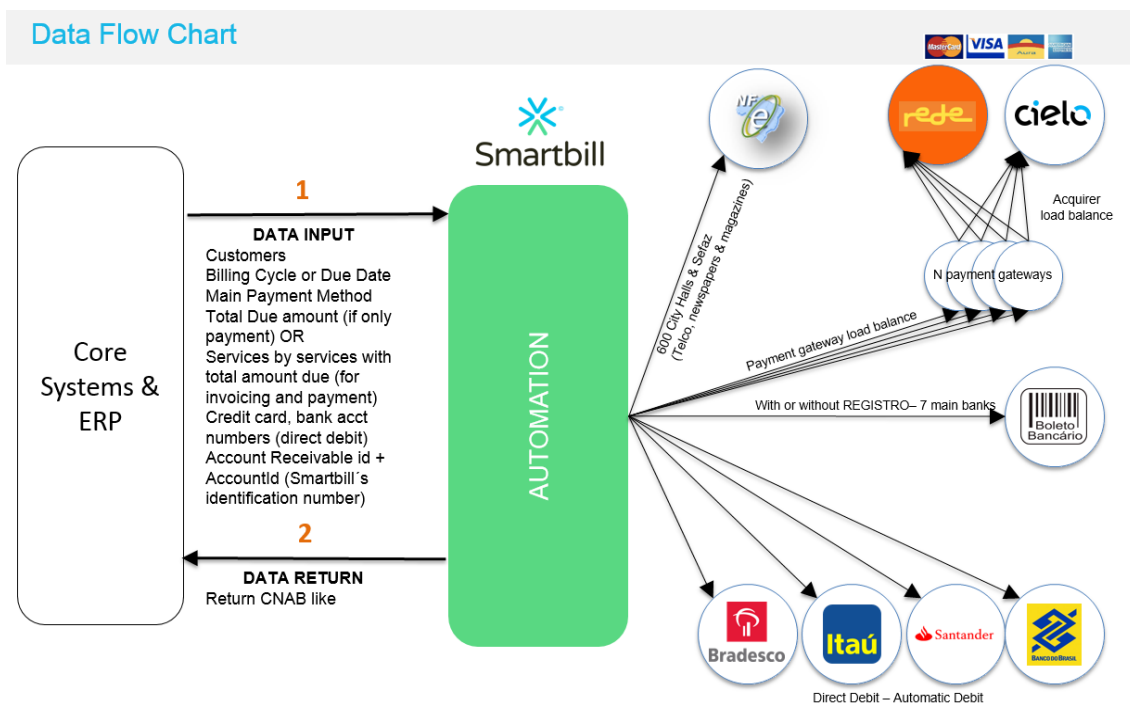 Data Flow Chart
MasterCard
VISA
NF
e
rede
cielo
Smartbill
1
DATA INPUT
Customers
Billing Cycle or Due Date
Main Payment Method
Total Due amount (if only
payment) OR
Services by services with
total amount due (for
invoicing and payment)
Credit card, bank acct
numbers (direct debit)
Account Receivable id +
AccountId (Smartbill´s
identification number)
Core
Systems &
ERP
AUTOMATION
2
DATA RETURN
Return CNAB like
600 City Halls & Sefaz
(Telco, newspapers & magazines)
Acquirer
load balance
N payment gateways
Payment gateway load balance
With or without REGISTRO– 7 main banks
Boleto
Bancário
Bradesco
Itaú
Santander
BANCO DO BRASIL
Direct Debit – Automatic Debit